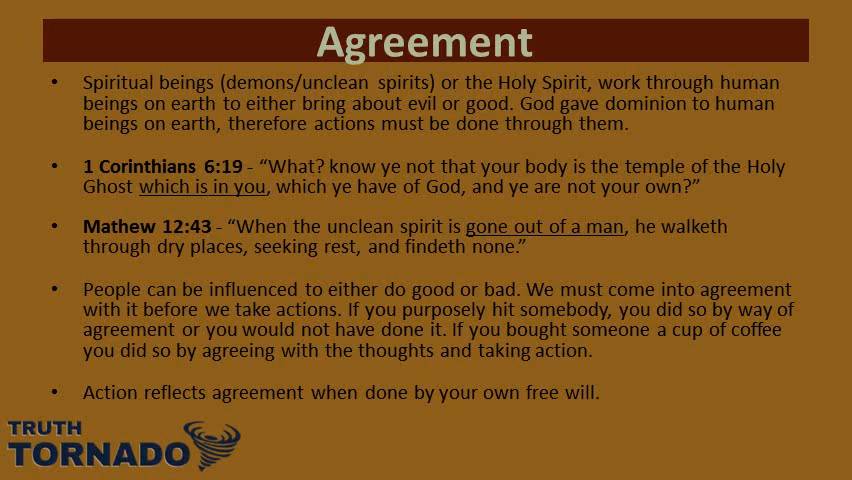 Agreement
• Spiritual beings (demons/unclean spirits) or the Holy Spirit, work through human
beings on earth to either bring about evil or good. God gave dominion to human
beings on earth, therefore actions must be done through them.
• 1 Corinthians 6:19 - “What? know ye not that your body is the temple of the Holy
Ghost which is in you, which ye have of God, and ye are not your own?”
• Mathew 12:43 - “When the unclean spirit is gone out of a man, he walketh
through dry places, seeking rest, and findeth none.”
• People can be influenced to either do good or bad. We must come into agreement
with it before we take actions. If you purposely hit somebody, you did so by way of
agreement or you would not have done it. If you bought someone a cup of coffee
you did so by agreeing with the thoughts and taking action.
• Action reflects agreement when done by your own free will.
TRUTH
TORNADO